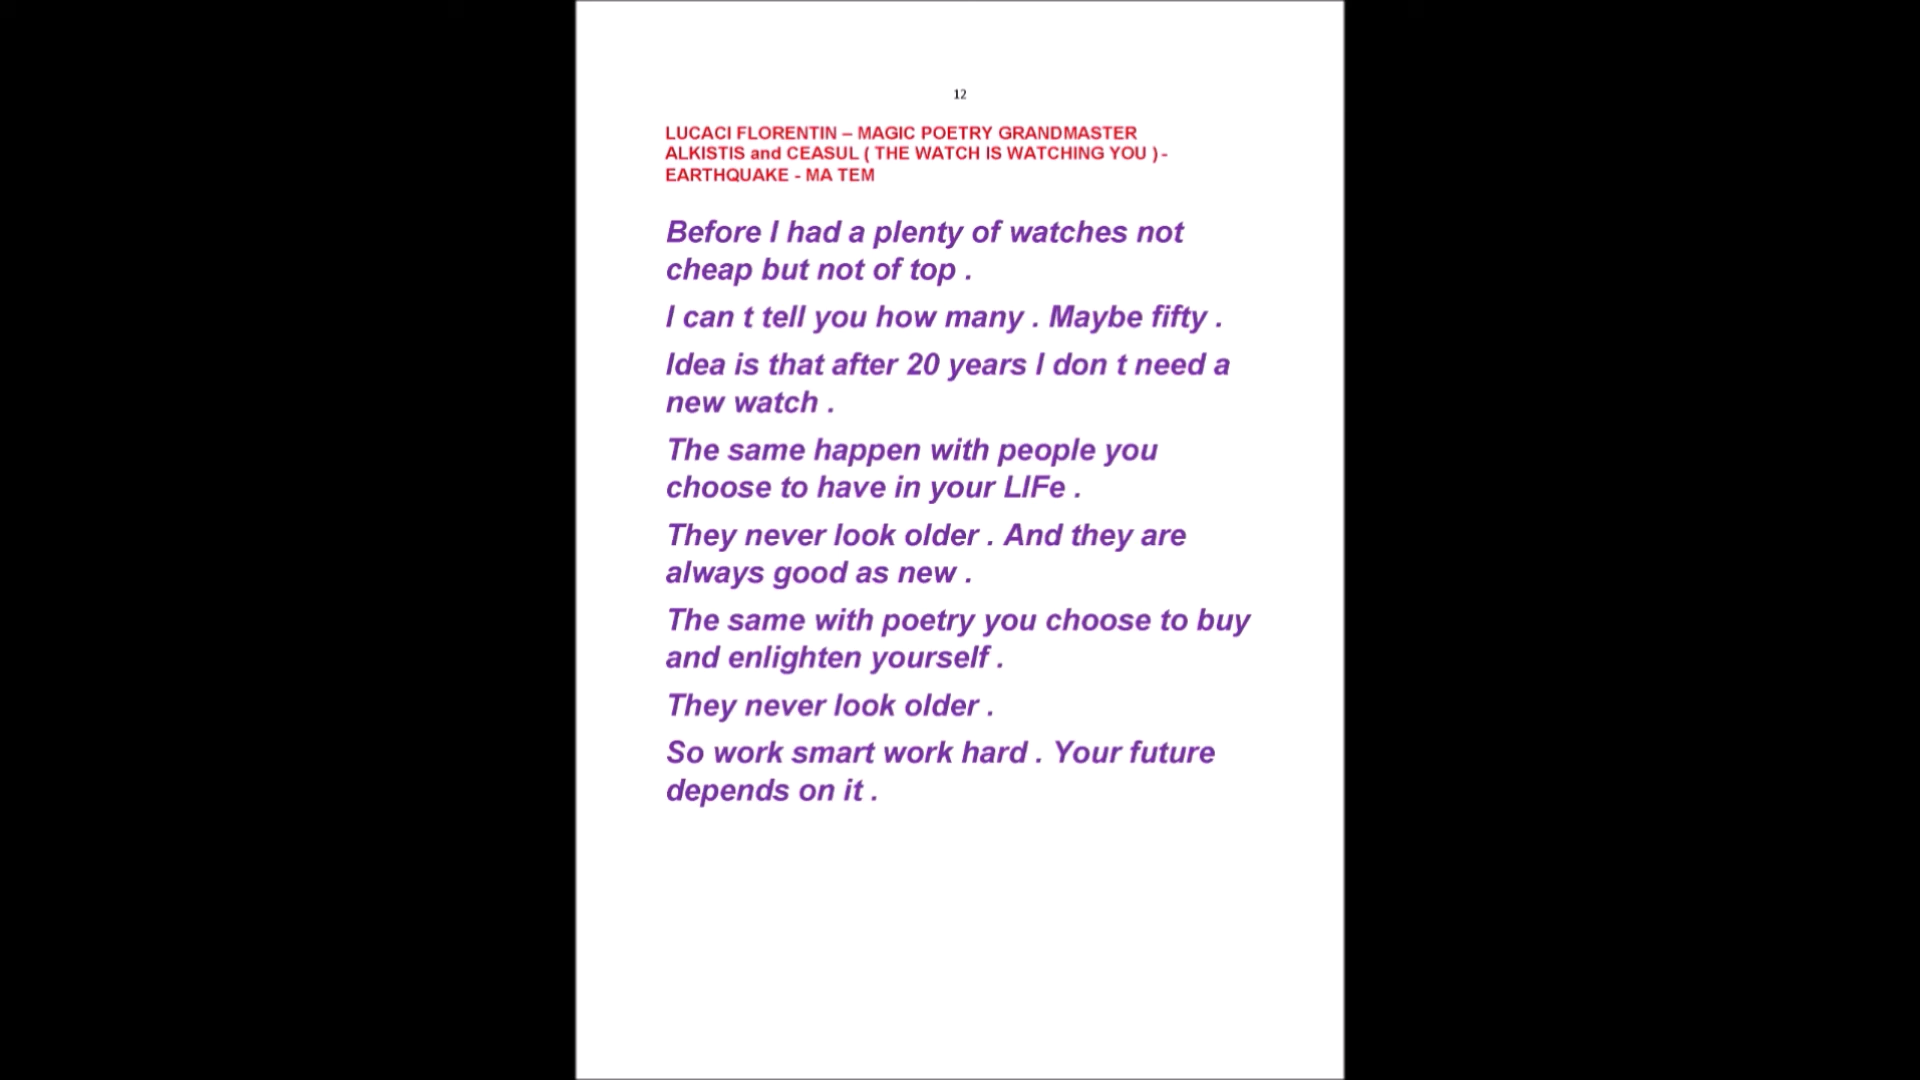 12
LUCACI FLORENTIN – MAGIC POETRY GRANDMASTER
ALKISTIS and CEASUL ( THE WATCH IS WATCHING YOU ) -
EARTHQUAKE - MA TEM
Before I had a plenty of watches not
cheap but not of top .
I can t tell you how many . Maybe fifty .
Idea is that after 20 years I don t need a
new watch .
The same happen with people you
choose to have in your LIFe .
They never look older . And they are
always good as new .
The same with poetry you choose to buy
and enlighten yourself .
They never look older .
So work smart work hard . Your future
depends on it .